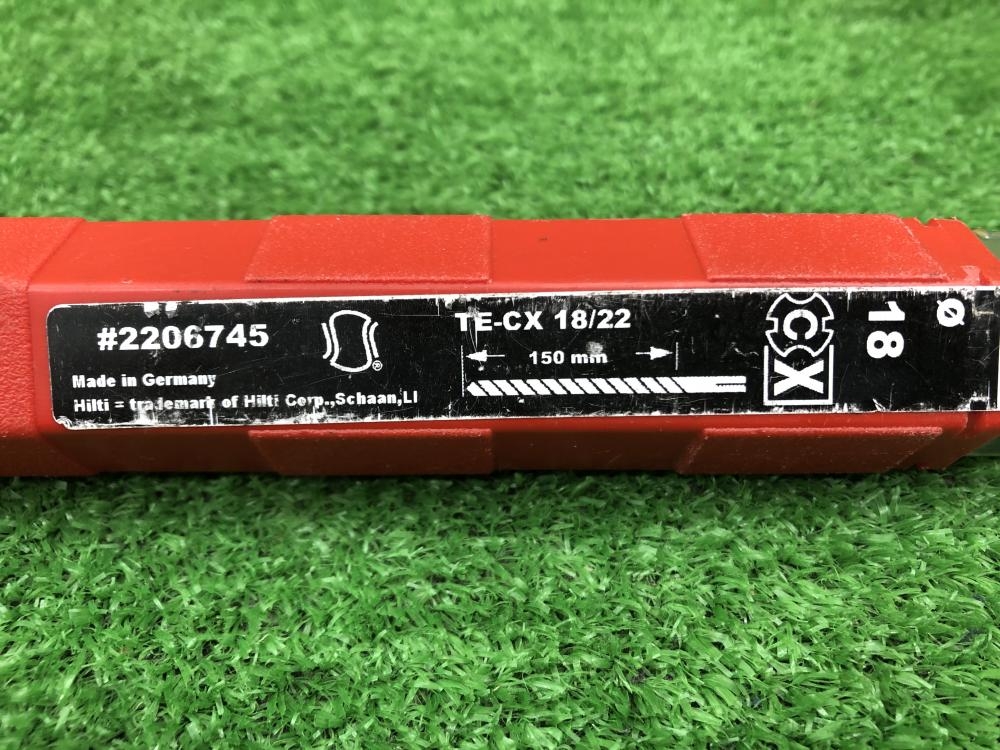 #2206745
®
Made in Germany
Hilti = trademark of Hilti Corp.,Schaan,LI
TE-CX 18/22
150 mm
CX
Ø 18